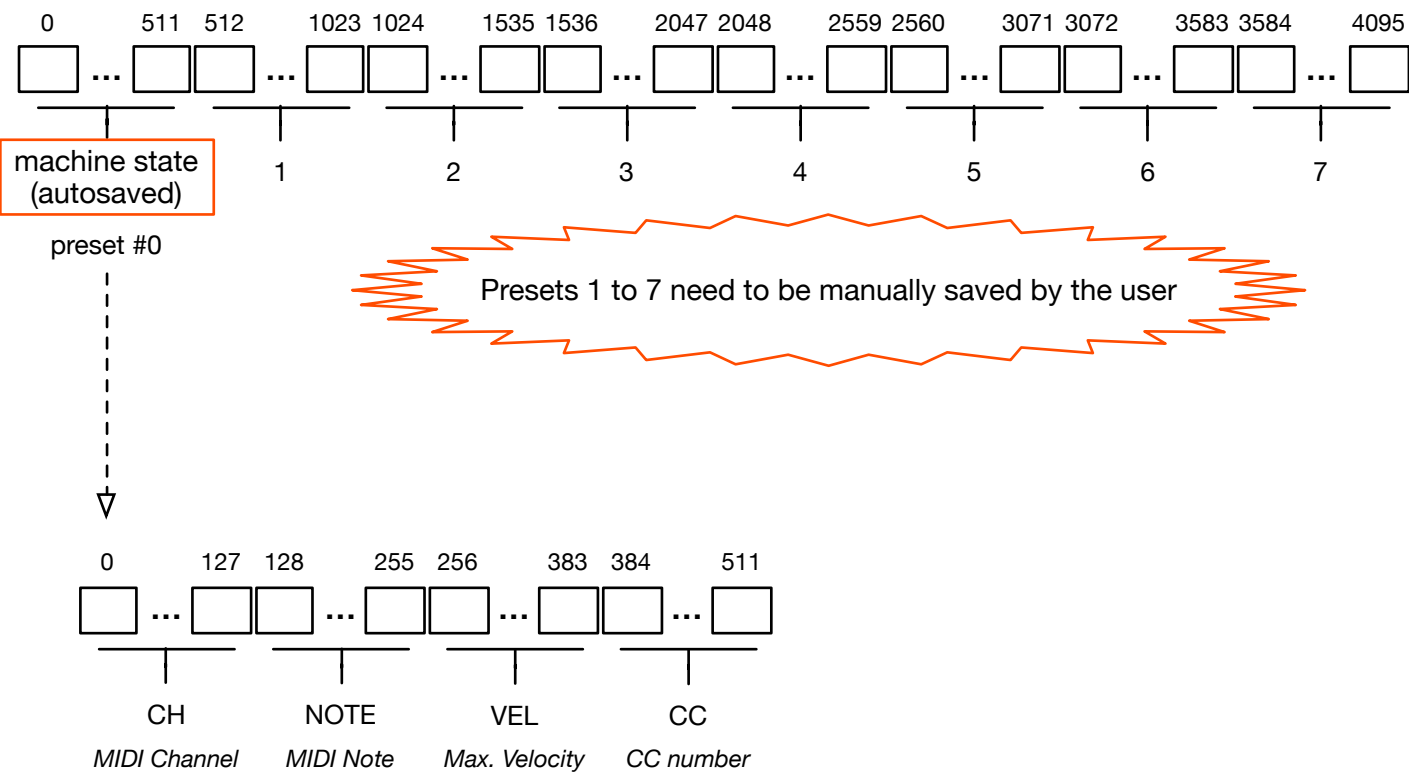 0 511 512 1023 1024 1535 1536 2047 2048 2559 2560 3071 3072 3583 3584 4095
... ... ... ... ... ... ... ...
machine state
(autosaved)
1 2 3 4 5 6 7
preset #0
Presets 1 to 7 need to be manually saved by the user
0 127 128 255 256 383 384 511
... ... ... ...
CH NOTE VEL CC
MIDI Channel MIDI Note Max. Velocity CC number